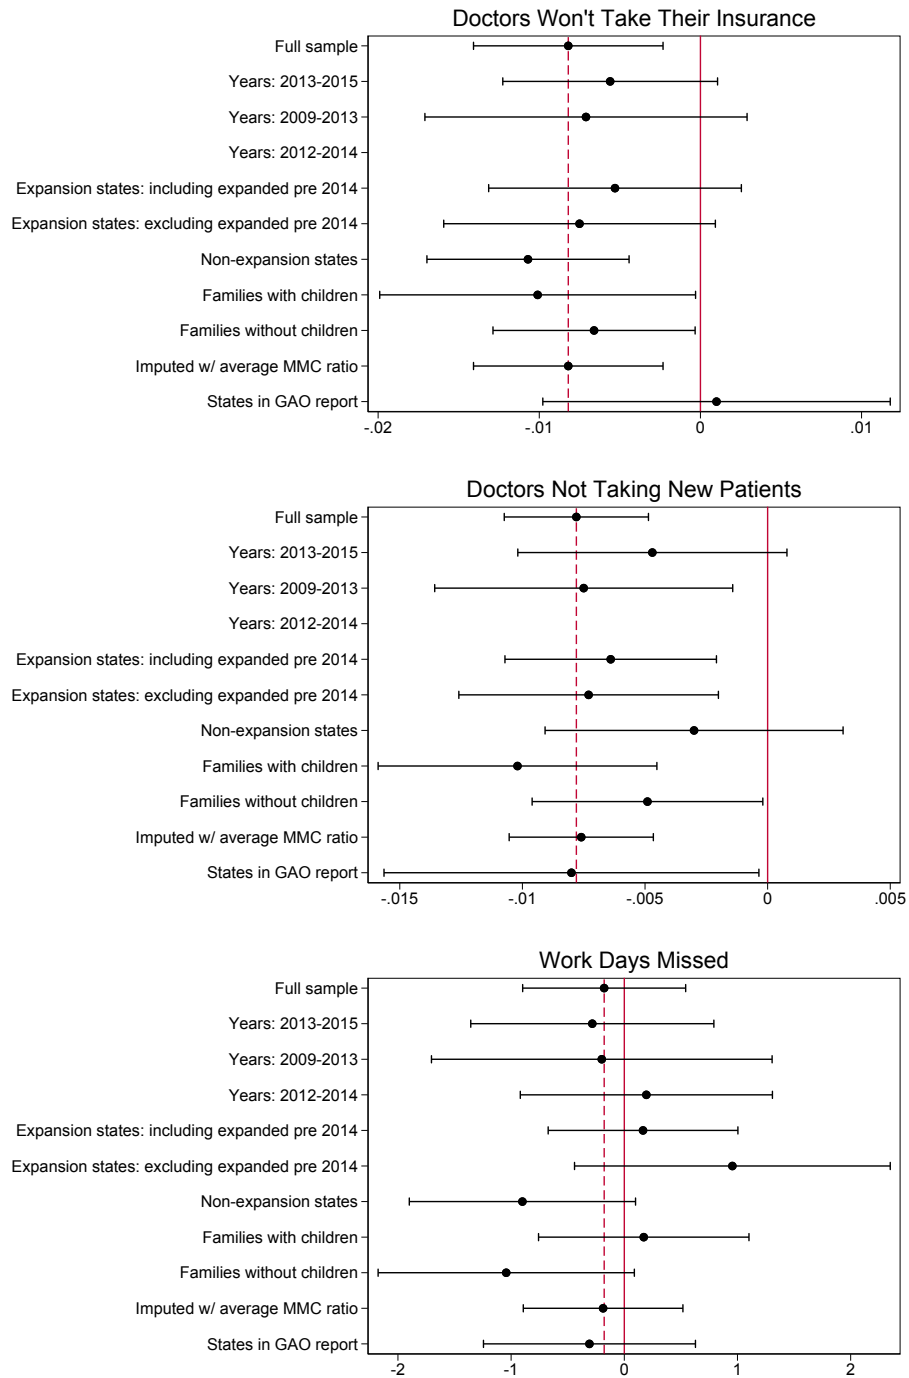 Doctors Won't Take Their Insurance
Full sample
Years: 2013-2015
Years: 2009-2013
Years: 2012-2014
Expansion states: including expanded pre 2014
Expansion states: excluding expanded pre 2014
Non-expansion states
Families with children
Families without children
Imputed w/ average MMC ratio
States in GAO report
-.02 -.01 0 .01
Doctors Not Taking New Patients
Full sample
Years: 2013-2015
Years: 2009-2013
Years: 2012-2014
Expansion states: including expanded pre 2014
Expansion states: excluding expanded pre 2014
Non-expansion states
Families with children
Families without children
Imputed w/ average MMC ratio
States in GAO report
-.015 -.01 -.005 0 .005
Work Days Missed
Full sample
Years: 2013-2015
Years: 2009-2013
Years: 2012-2014
Expansion states: including expanded pre 2014
Expansion states: excluding expanded pre 2014
Non-expansion states
Families with children
Families without children
Imputed w/ average MMC ratio
States in GAO report
-2 -1 0 1 2